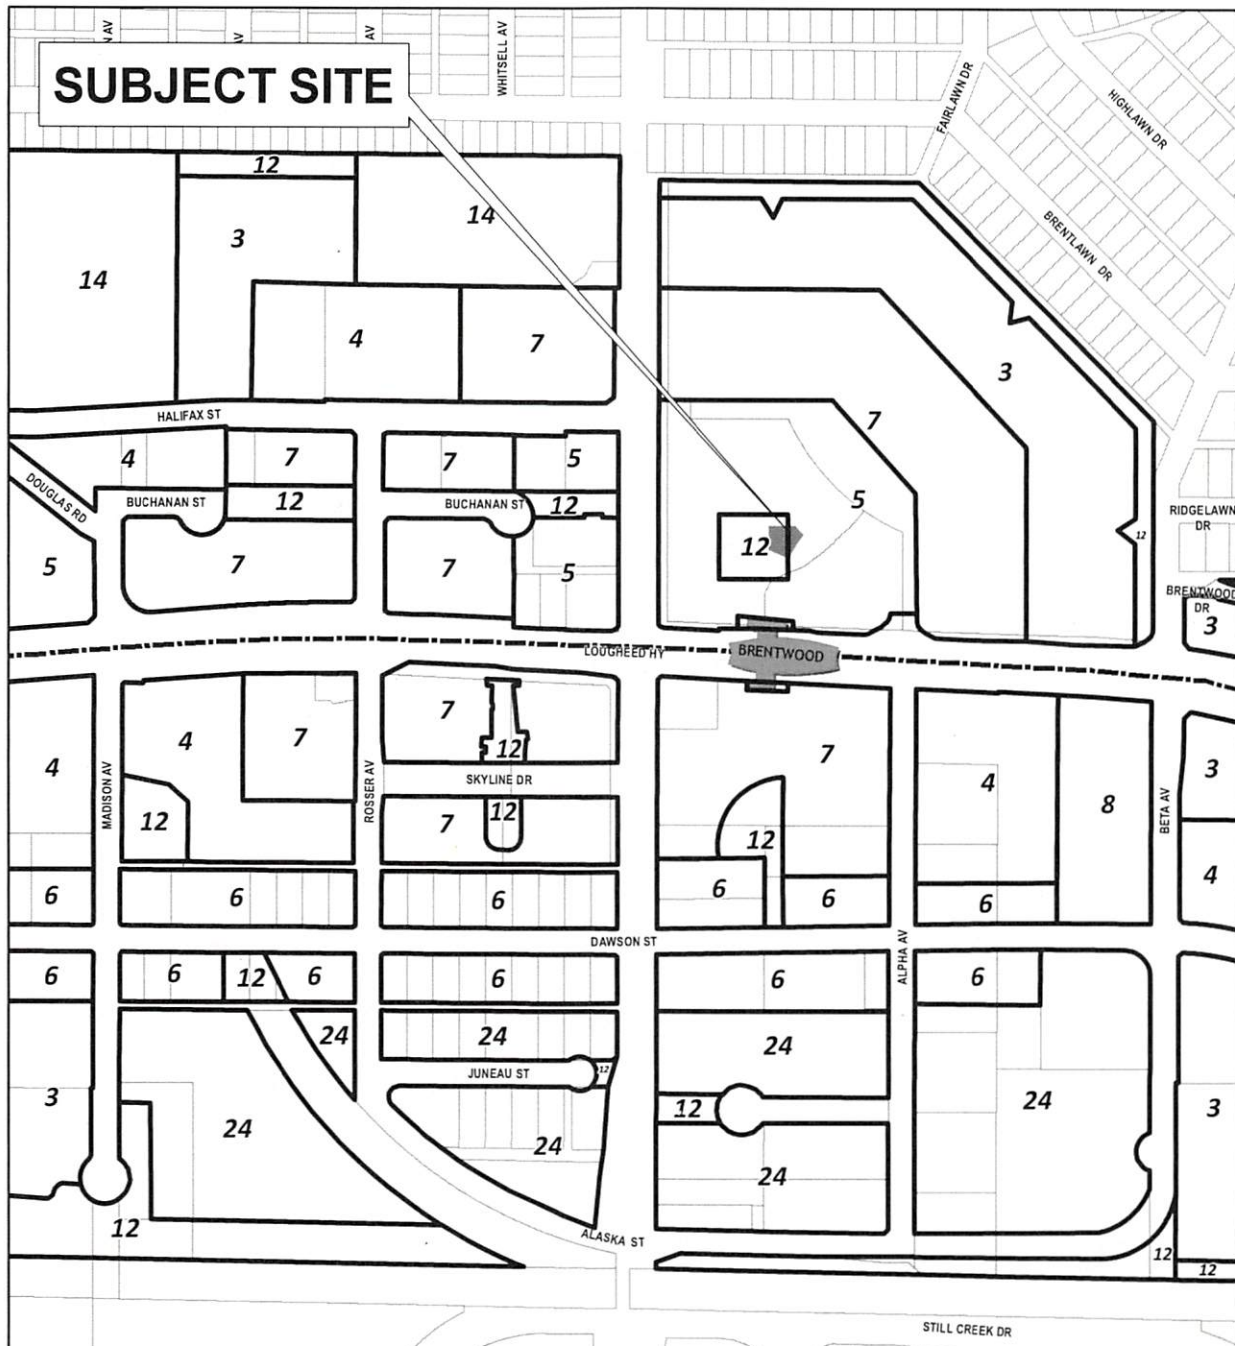 N AV
AV
AV
WHITSELL AV
SUBJECT SITE
FAIRLAWN DR
HIGHLAWN DR
12
14
3
14
BRENTLAWN DR
4
7
3
HALIFAX ST
7
4
7
7
5
DOUGLAS RD
BUCHANAN ST
12
BUCHANAN ST
12
5
RIDGELAWN
DR
12
12
5
7
7
5
BRENTWOOD
DR
3
LOUGHEED HY
BRENTWOOD
7
4
7
12
7
4
4
3
8
MADISON AV
ROSSER AV
SKYLINE DR
BETA AV
12
7
12
12
6
6
6
6
6
6
4
DAWSON ST
ALPHA AV
6
6
12
6
6
6
6
24
24
24
JUNEAU ST
12
3
24
24
12
24
24
3
12
ALASKA ST
12
12
STILL CREEK DR